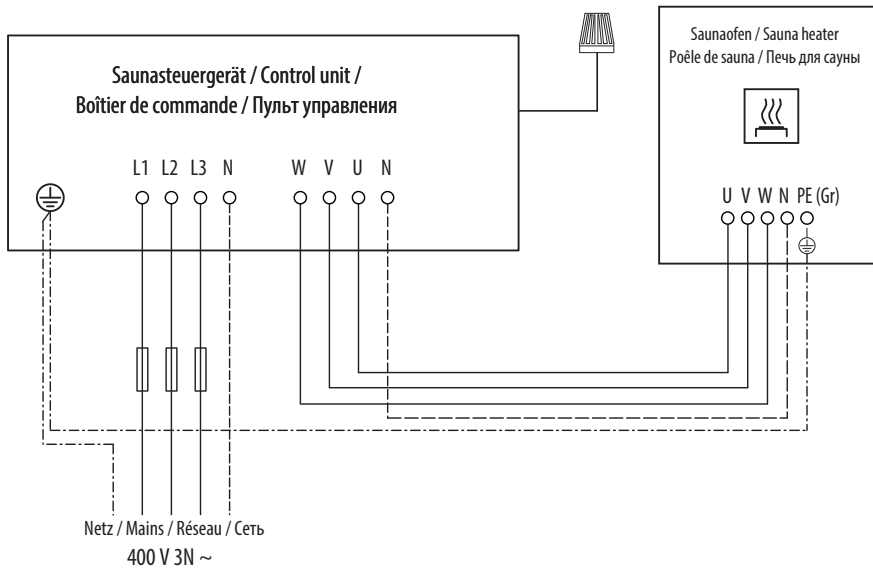 Saunasteuergerät / Control unit /
Boîtier de commande / Пульт управления
L1 L2 L3 N W V U N
Saunaofen / Sauna heater
Poêle de sauna / Печь для сауны
U V W N PE (Gr)
Netz / Mains / Réseau / Сеть
400 V 3N ~